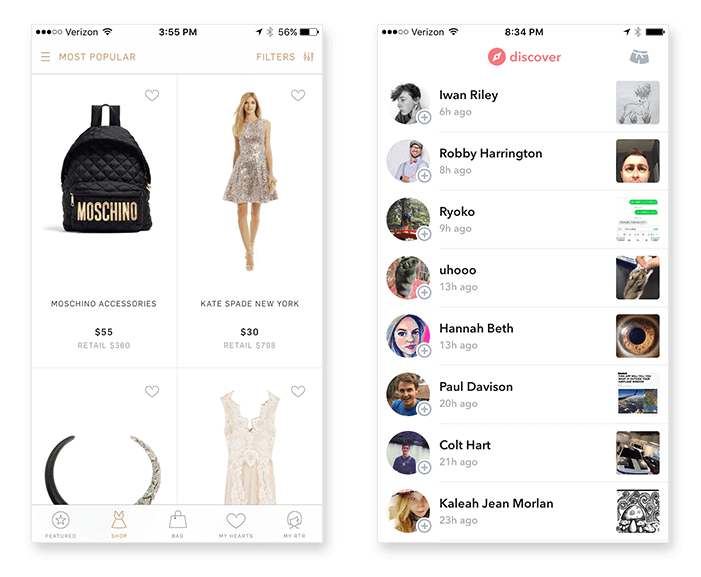 Verizon 3:55 PM 56%
MOST POPULAR FILTERS
MOSCHINO
MOSCHINO ACCESSORIES KATE SPADE NEW YORK
$55 $30
RETAIL $360 RETAIL $798
FEATURED SHOP BAG MY HEARTS MY RTR
Verizon 8:34 PM
discover
Iwan Riley
6h ago
Robby Harrington
8h ago
Ryoko
9h ago
uhooo
13h ago
Hannah Beth
13h ago
Paul Davison
20h ago
Colt Hart
21h ago
Kaleah Jean Morlan
23h ago